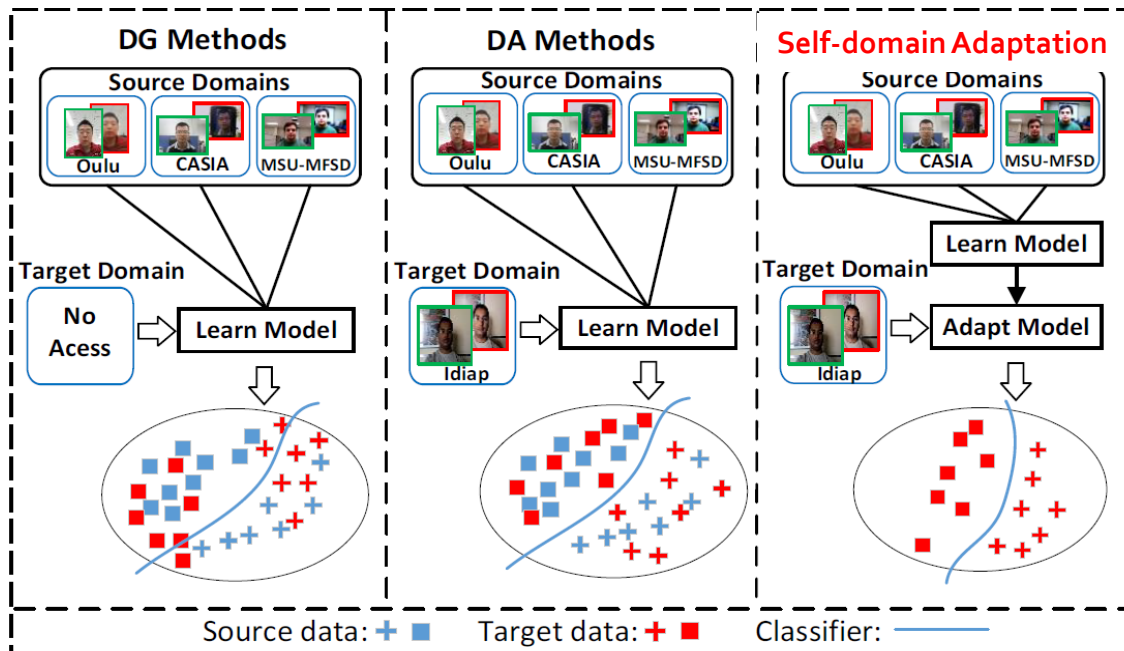 DG Methods
Source Domains
Oulu
CASIA
MSU-MFSD
Target Domain
No
Acess
Learn Model
DA Methods
Source Domains
Oulu
CASIA
MSU-MFSD
Target Domain
Idiap
Learn Model
Self-domain Adaptation
Source Domains
Oulu
CASIA
MSU-MFSD
Learn Model
Target Domain
Idiap
Adapt Model
Source data:
Target data:
Classifier: